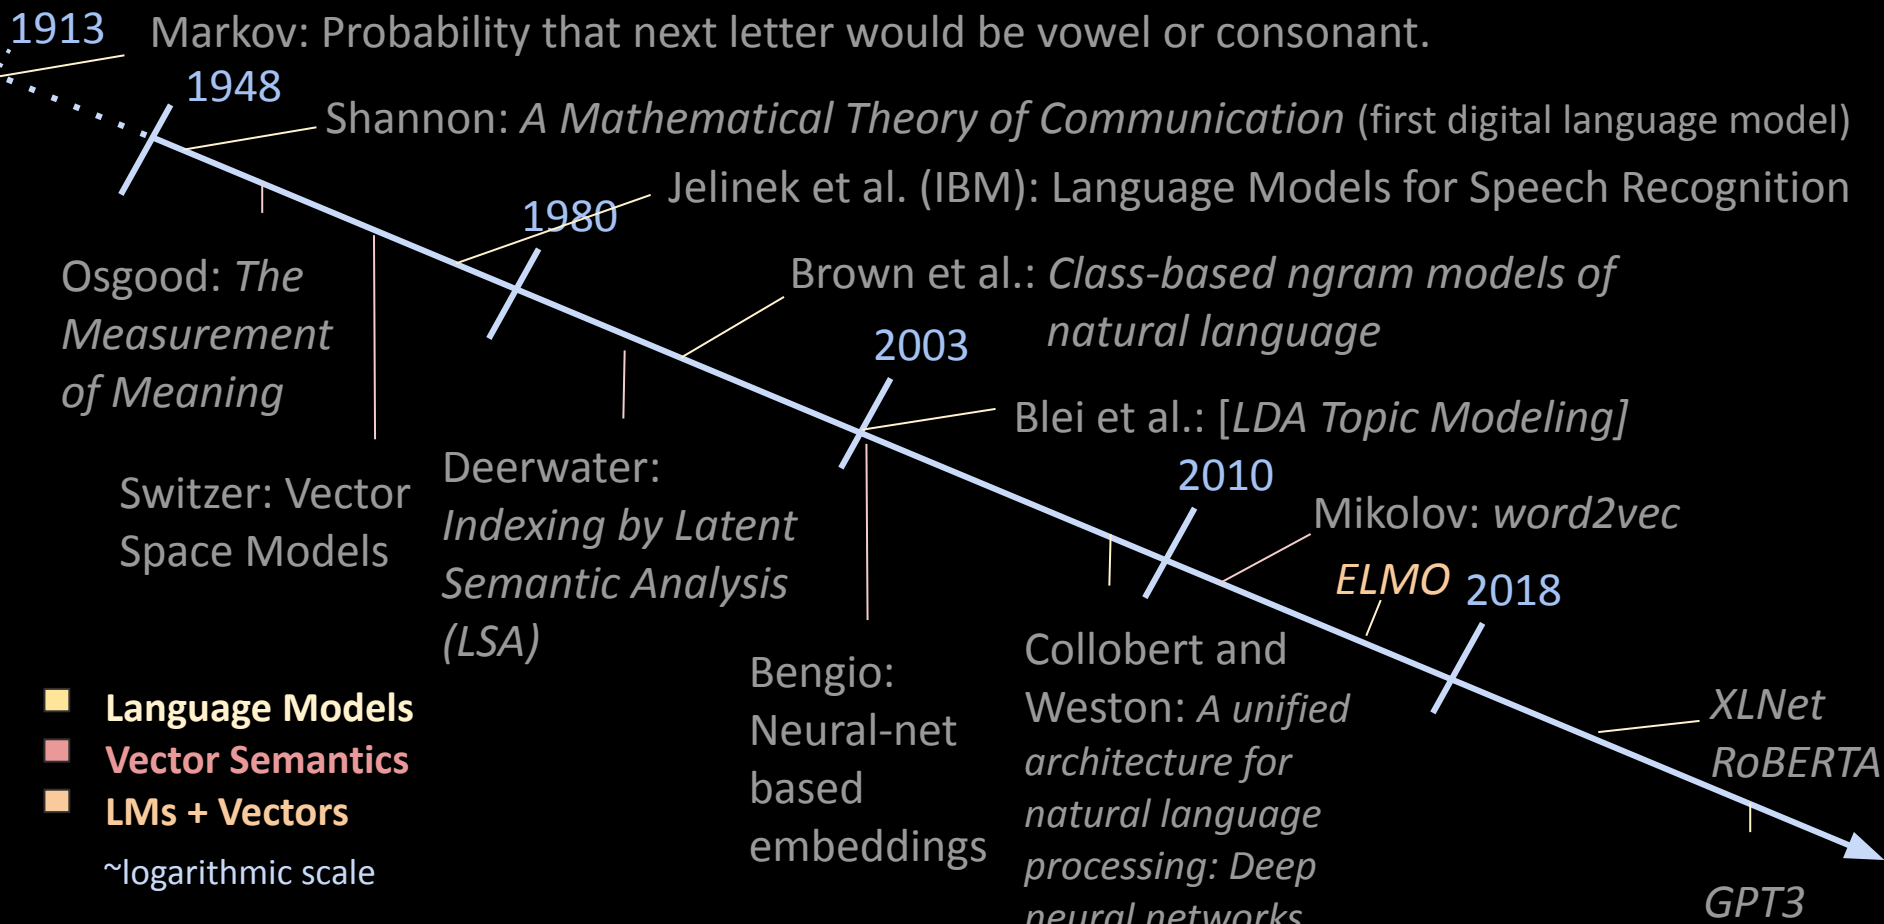 1913
Markov: Probability that next letter would be vowel or consonant.
1948
Shannon: A Mathematical Theory of Communication (first digital language model)
Jelinek et al. (IBM): Language Models for Speech Recognition
1980
Osgood: The
Measurement
of Meaning
Brown et al.: Class-based ngram models of
natural language
2003
Blei et al.: [LDA Topic Modeling]
Switzer: Vector
Space Models
Deerwater:
Indexing by Latent
Semantic Analysis
(LSA)
2010
Mikolov: word2vec
ELMO
2018
Bengio:
Neural-net
based
embeddings
Collobert and
Weston: A unified
architecture for
natural language
processing: Deep
neural networks
XLNet
RoBERTA
GPT3
Language Models
Vector Semantics
LMs + Vectors
~logarithmic scale